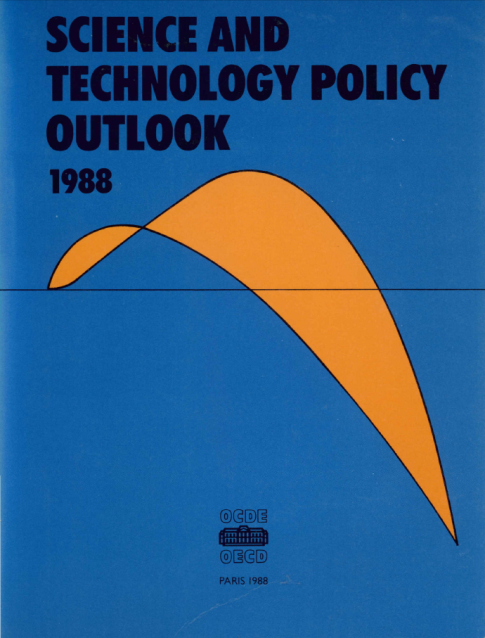 SCIENCE AND
TECHNOLOGY POLICY
OUTLOOK
1988
OCDE
OECD
PARIS 1988